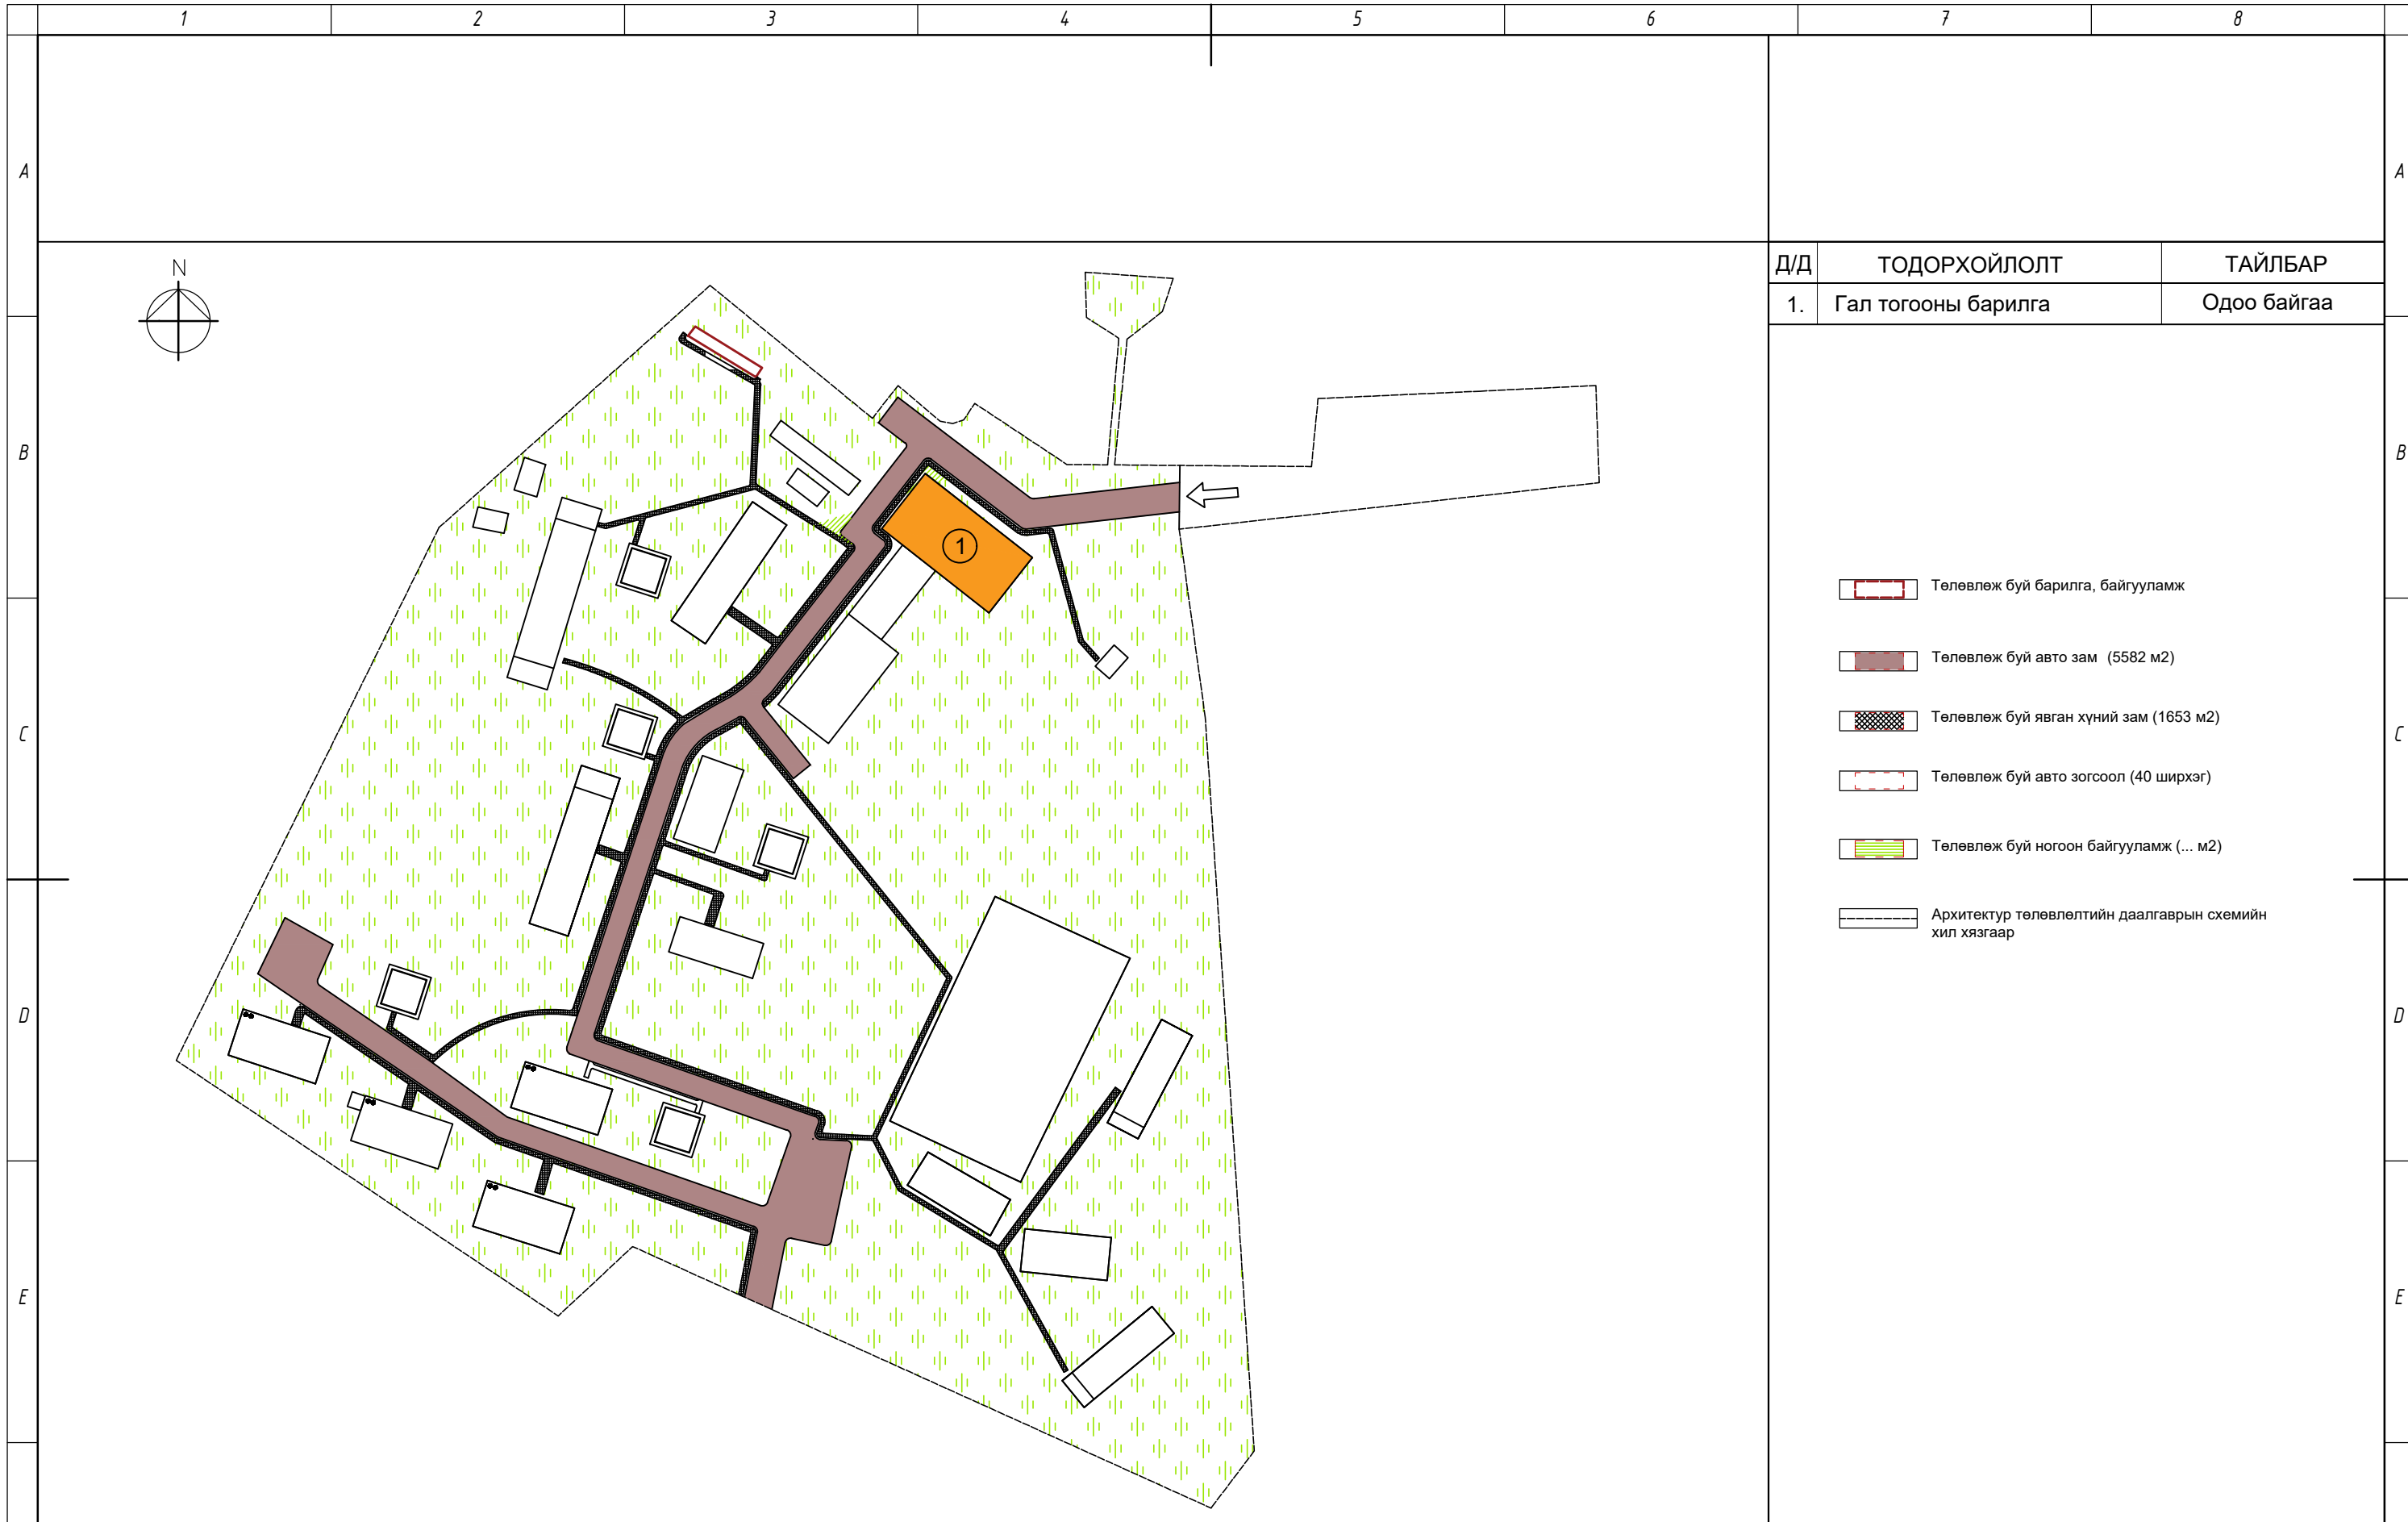 1 2 3 4 5 6 7 8
A A
N
Д/Д ТОДОРХОЙЛОЛТ ТАЙЛБАР
1. Гал тогооны барилга Одоо байгаа
B B
1
Төлөвлөж буй барилга, байгууламж
Төлөвлөж буй авто зам (5582 м2)
Төлөвлөж буй явган хүний зам (1653 м2)
C C
Төлөвлөж буй авто зогсоол (40 ширхэг)
Төлөвлөж буй ногоон байгууламж (... м2)
Архитектур төлөвлөлтийн даалгаврын схемийн
хил хязгаар
D D
E E